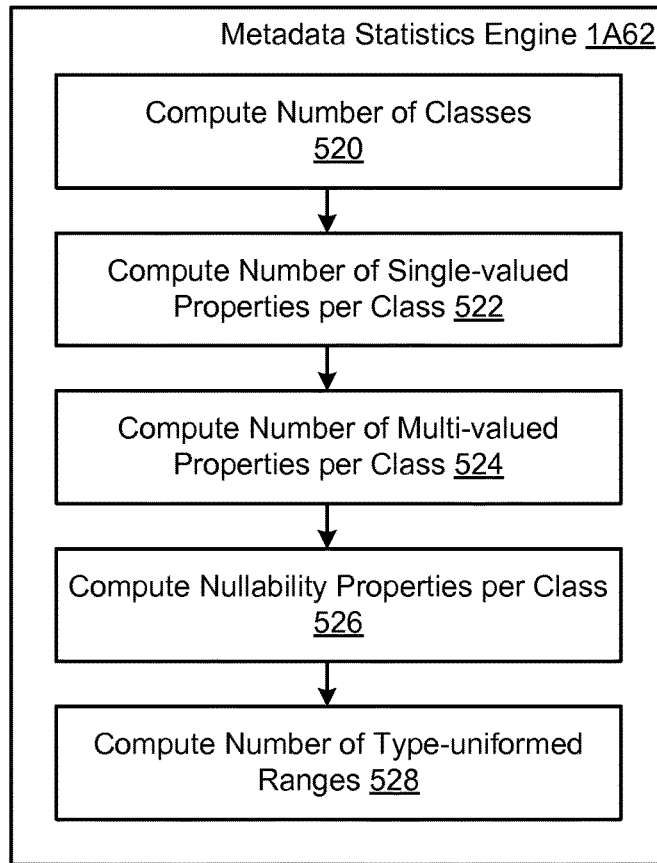 Metadata Statistics Engine 1A62
Compute Number of Classes
520
Compute Number of Single-valued
Properties per Class 522
Compute Number of Multi-valued
Properties per Class 524
Compute Nullability Properties per Class
526
Compute Number of Type-uniformed
Ranges 528